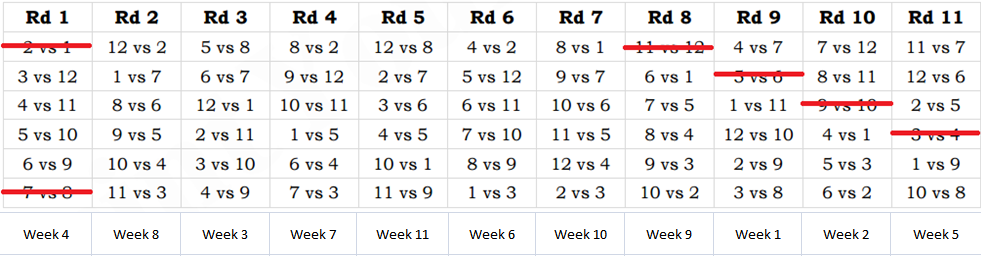 Rd 1 Rd 2 Rd 3 Rd 4 Rd 5 Rd 6 Rd 7 Rd 8 Rd 9 Rd 10 Rd 11
2 vs 1 12 vs 2 5 vs 8 8 vs 2 12 vs 8 4 vs 2 8 vs 1 11 vs 12 4 vs 7 7 vs 12 11 vs 7
3 vs 12 1 vs 7 6 vs 7 9 vs 12 2 vs 7 5 vs 12 9 vs 7 6 vs 1 5 vs 6 8 vs 11 12 vs 6
4 vs 11 8 vs 6 12 vs 1 10 vs 11 3 vs 6 6 vs 11 10 vs 6 7 vs 5 1 vs 11 9 vs 10 2 vs 5
5 vs 10 9 vs 5 2 vs 11 1 vs 5 4 vs 5 7 vs 10 11 vs 5 8 vs 4 12 vs 10 4 vs 1 3 vs 4
6 vs 9 10 vs 4 3 vs 10 6 vs 4 10 vs 1 8 vs 9 12 vs 4 9 vs 3 2 vs 9 5 vs 3 1 vs 9
7 vs 8 11 vs 3 4 vs 9 7 vs 3 11 vs 9 1 vs 3 2 vs 3 10 vs 2 3 vs 8 6 vs 2 10 vs 8
Week 4 Week 8 Week 3 Week 7 Week 11 Week 6 Week 10 Week 9 Week 1 Week 2 Week 5